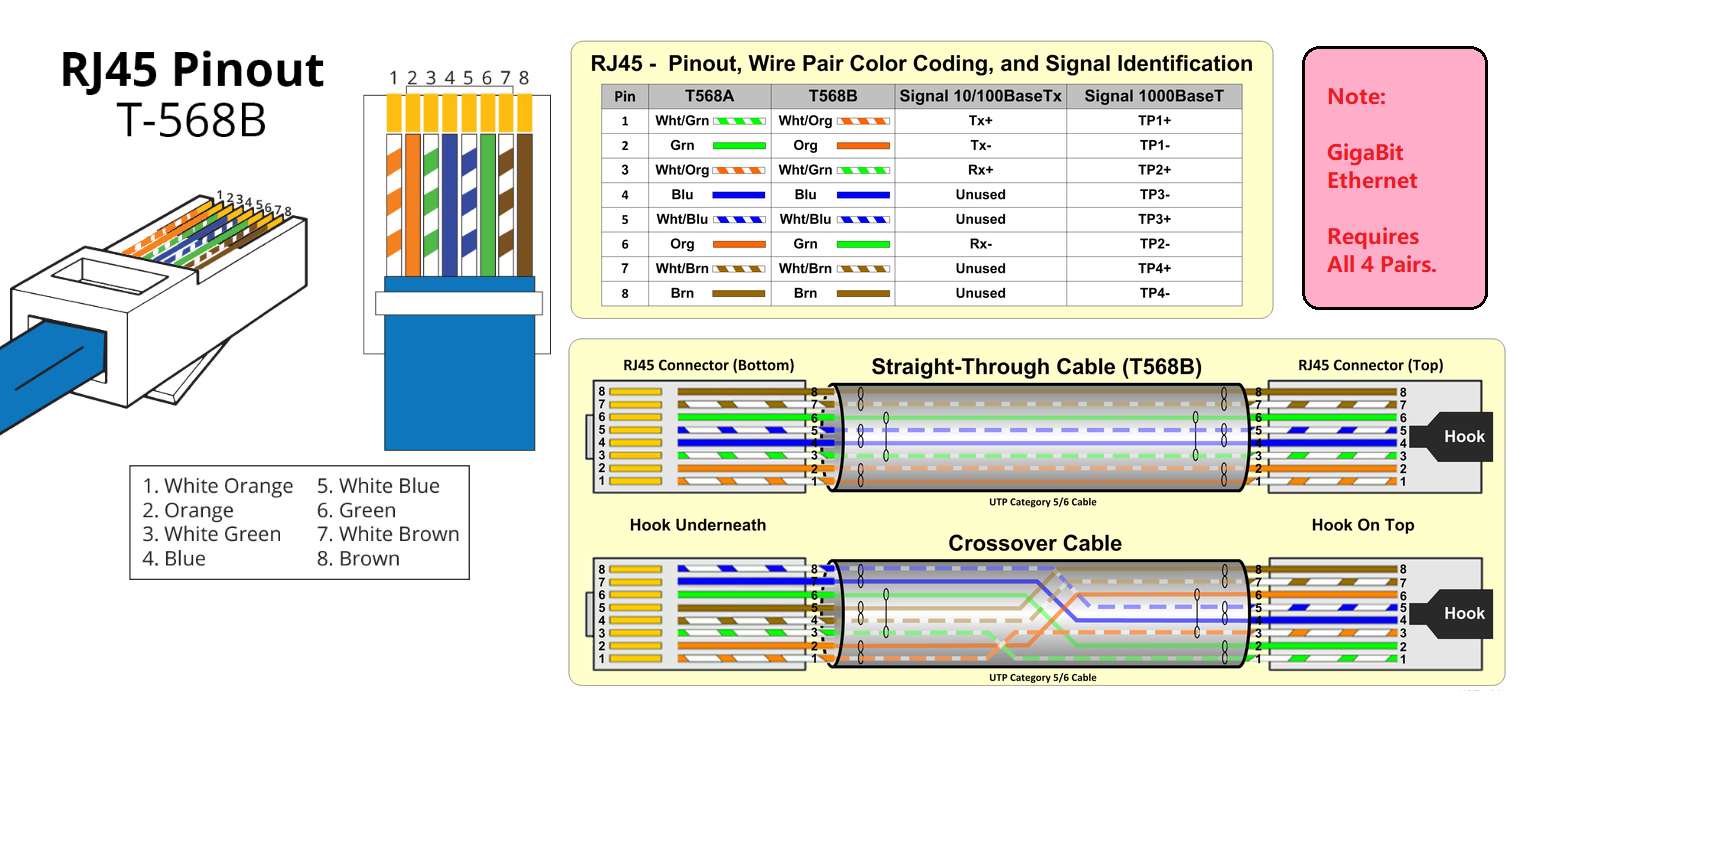 RJ45 Pinout
T-568B
1 2 3 4 5 6 7 8
1 2 3 4 5 6 7 8
1. White Orange
2. Orange
3. White Green
4. Blue
5. White Blue
6. Green
7. White Brown
8. Brown
RJ45 - Pinout, Wire Pair Color Coding, and Signal Identification
Pin T568A T568B Signal 10/100BaseTx Signal 1000BaseT
1 Wht/Grn Wht/Org Tx+ TP1+
2 Grn Org Tx- TP1-
3 Wht/Org Wht/Grn Rx+ TP2+
4 Blu Blu Unused TP3-
5 Wht/Blu Wht/Blu Unused TP3+
6 Org Grn Rx- TP2-
7 Wht/Brn Wht/Brn Unused TP4+
8 Brn Brn Unused TP4-
Note:
GigaBit
Ethernet
Requires
All 4 Pairs.
RJ45 Connector (Bottom) Straight-Through Cable (T568B) RJ45 Connector (Top)
8 8 8 8
7 7 7 7
6 6 6 6
5 5 5 5
4 4 4 4
3 3 3 3
2 2 2 2
1 1 1 1
Hook
UTP Category 5/6 Cable
Hook Underneath Hook On Top
Crossover Cable
8 8 8 8
7 7 7 7
6 6 6 6
5 5 5 5
4 4 4 4
3 3 3 3
2 2 2 2
1 1 1 1
Hook
UTP Category 5/6 Cable